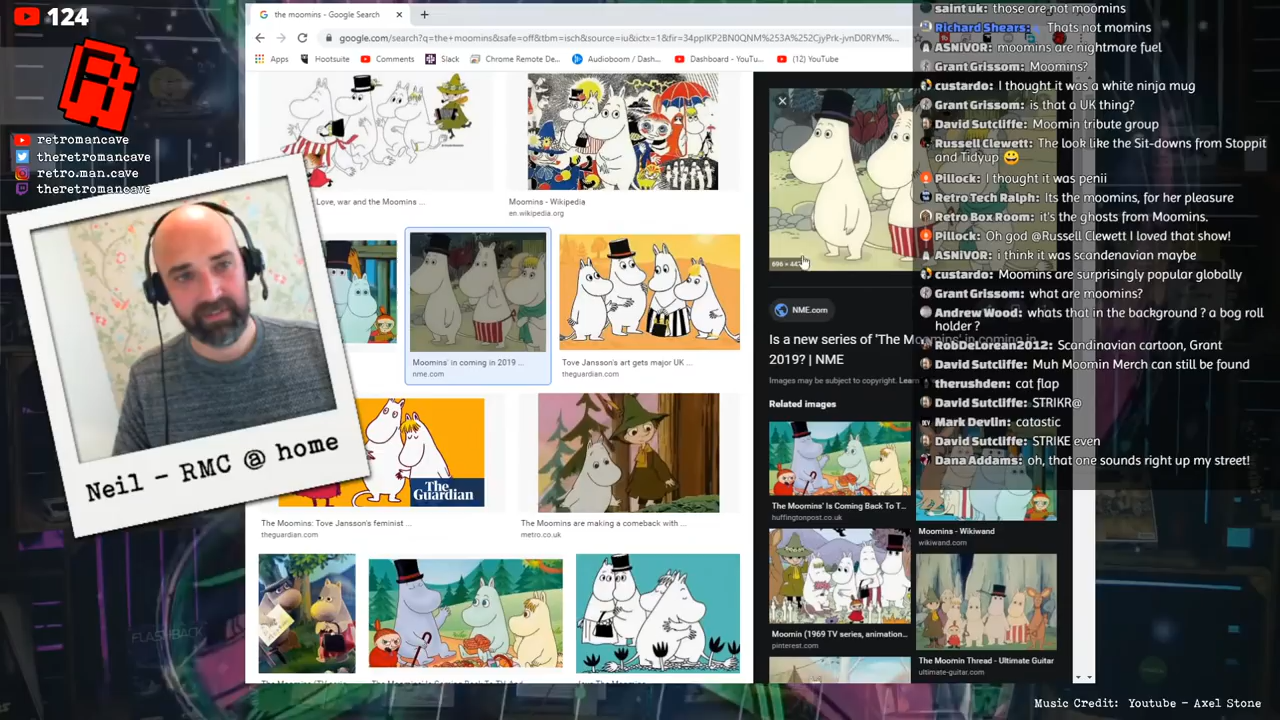 124
retromancave
theretromancave
retro.man.cave
theretromancave
Neil - RMC @ home
the moomins - Google Search
google.com/search?q=the+moomins&safe=off&tbm=isch&source=iu&ictx=1&fir=34ppIKP2BN0QNM%253A%252CjyPrk-jvnD0RYM%...
Apps
Hootsuite
Comments
Slack
Chrome Remote De...
Audioboom / Dash...
Dashboard - YouTu...
(12) YouTube
Love, war and the Moomins ...
Moomins - Wikipedia
en.wikipedia.org
Moomins' in coming in 2019 ...
nme.com
Tove Jansson's art gets major UK ...
theguardian.com
The
Guardian
The Moomins: Tove Jansson's feminist ...
theguardian.com
The Moomins are making a comeback with ...
metro.co.uk
NME.com
Is a new series of 'The Moomins' in coming in
2019? | NME
Images may be subject to copyright.
Related images
The Moomins' Is Coming Back To T...
huffingtonpost.co.uk
Moomins - Wikiwand
wikiwand.com
Moomin (1969 TV series, animation...
pinterest.com
The Moomin Thread - Ultimate Guitar
ultimate-guitar.com
saint uk: those are not moomins
Richard Shears: Thats not momins
ASNiVOR: moomins are nightmare fuel
Grant Grissom: Moomins?
custardo: I thought it was a white ninja mug
Grant Grissom: is that a UK thing?
David Sutcliffe: Moomin tribute group
Russell Clewett: The look like the Sit-downs from Stoppit
and Tidyup 😀
Pillock: I thought it was penii
Retro Tech Ralph: Its the moomins, for her pleasure
Retro Box Room: it's the ghosts from Moomins.
Pillock: Oh god @Russell Clewett I loved that show!
ASNiVOR: i think it was scandenavian maybe
custardo: Moomins are surprisingly popular globally
Grant Grissom: what are moomins?
Andrew Wood: whats that in the background ? a bog roll
holder ?
RobDeLorean2012: Scandinavian cartoon, Grant
David Sutcliffe: Muh Moomin Merch can still be found
therushden: cat flap
David Sutcliffe: STRIKR@
Mark Devlin: catastic
David Sutcliffe: STRIKE even
Dana Adams: oh, that one sounds right up my street!
FLASHBACK
Music Credit: Youtube - Axel Stone